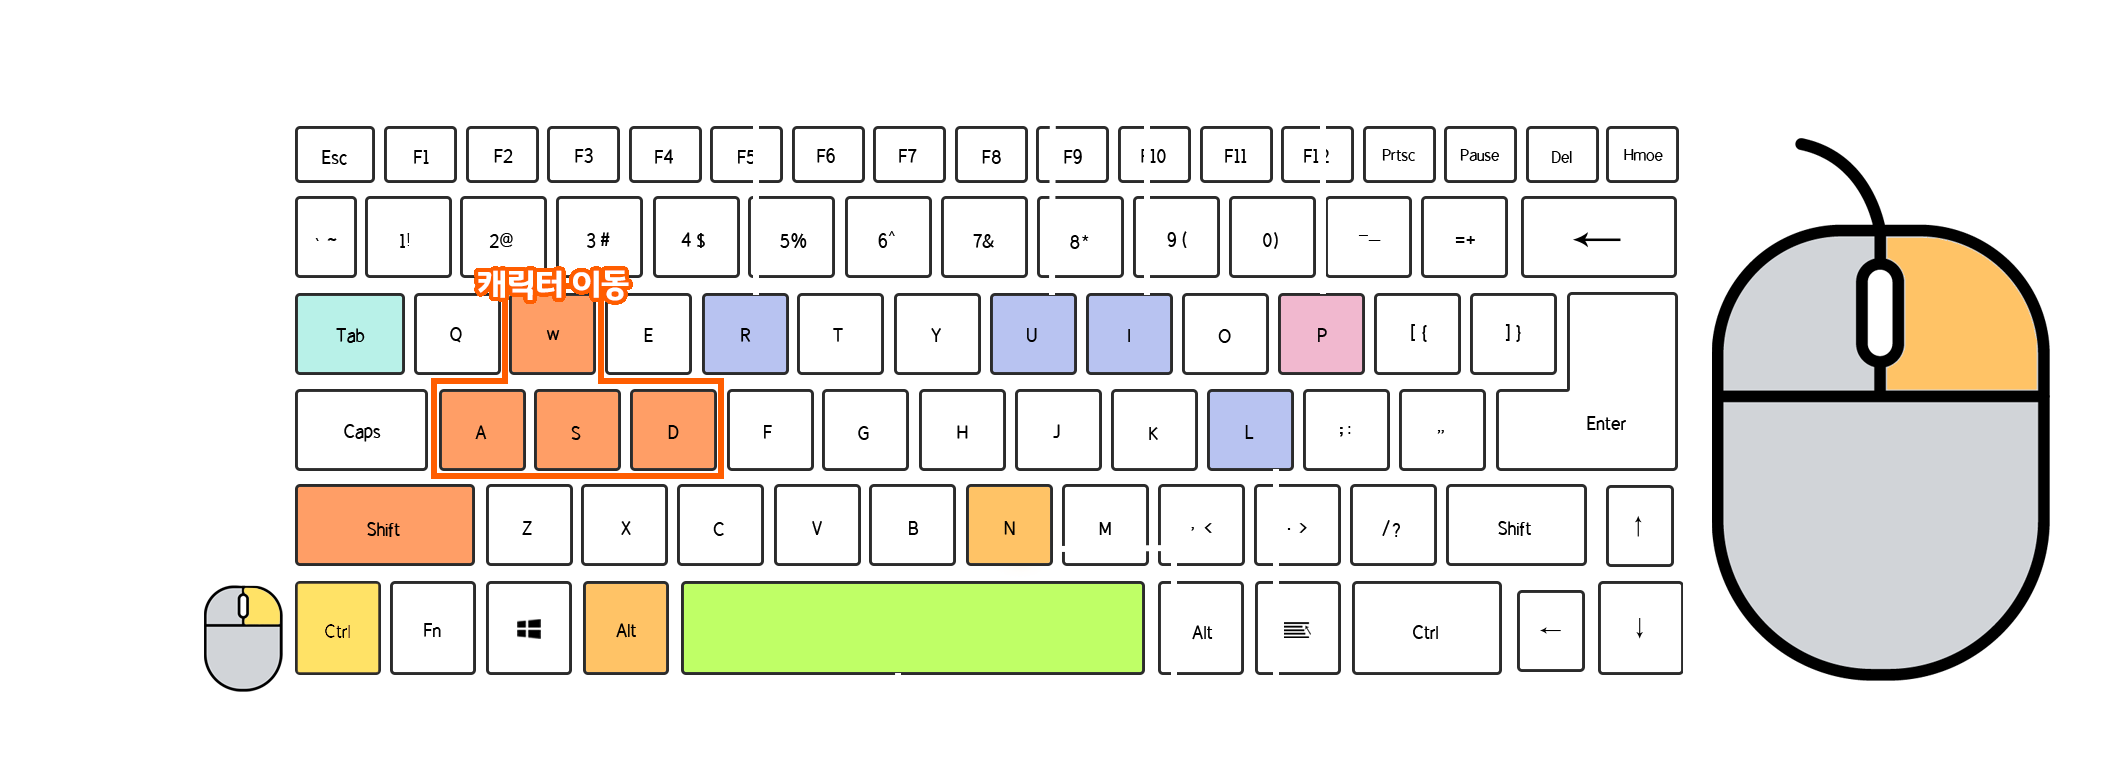 Esc F1 F2 F3 F4 F5 F6 F7 F8 F9 F10 F11 F12 Prtsc Pause Del Hmoe
` ~ 1! 2@ 3# 4$ 5% 6^ 7& 8* 9( 0) —— =+ ←
캐릭터 이동
Tab Q w E R T Y U I O P [{ ]}
Caps A S D F G H J K L ;: ” Enter
Shift Z X C V B N M , < . > /? Shift ↑
Ctrl Fn Alt Alt Ctrl ← ↓